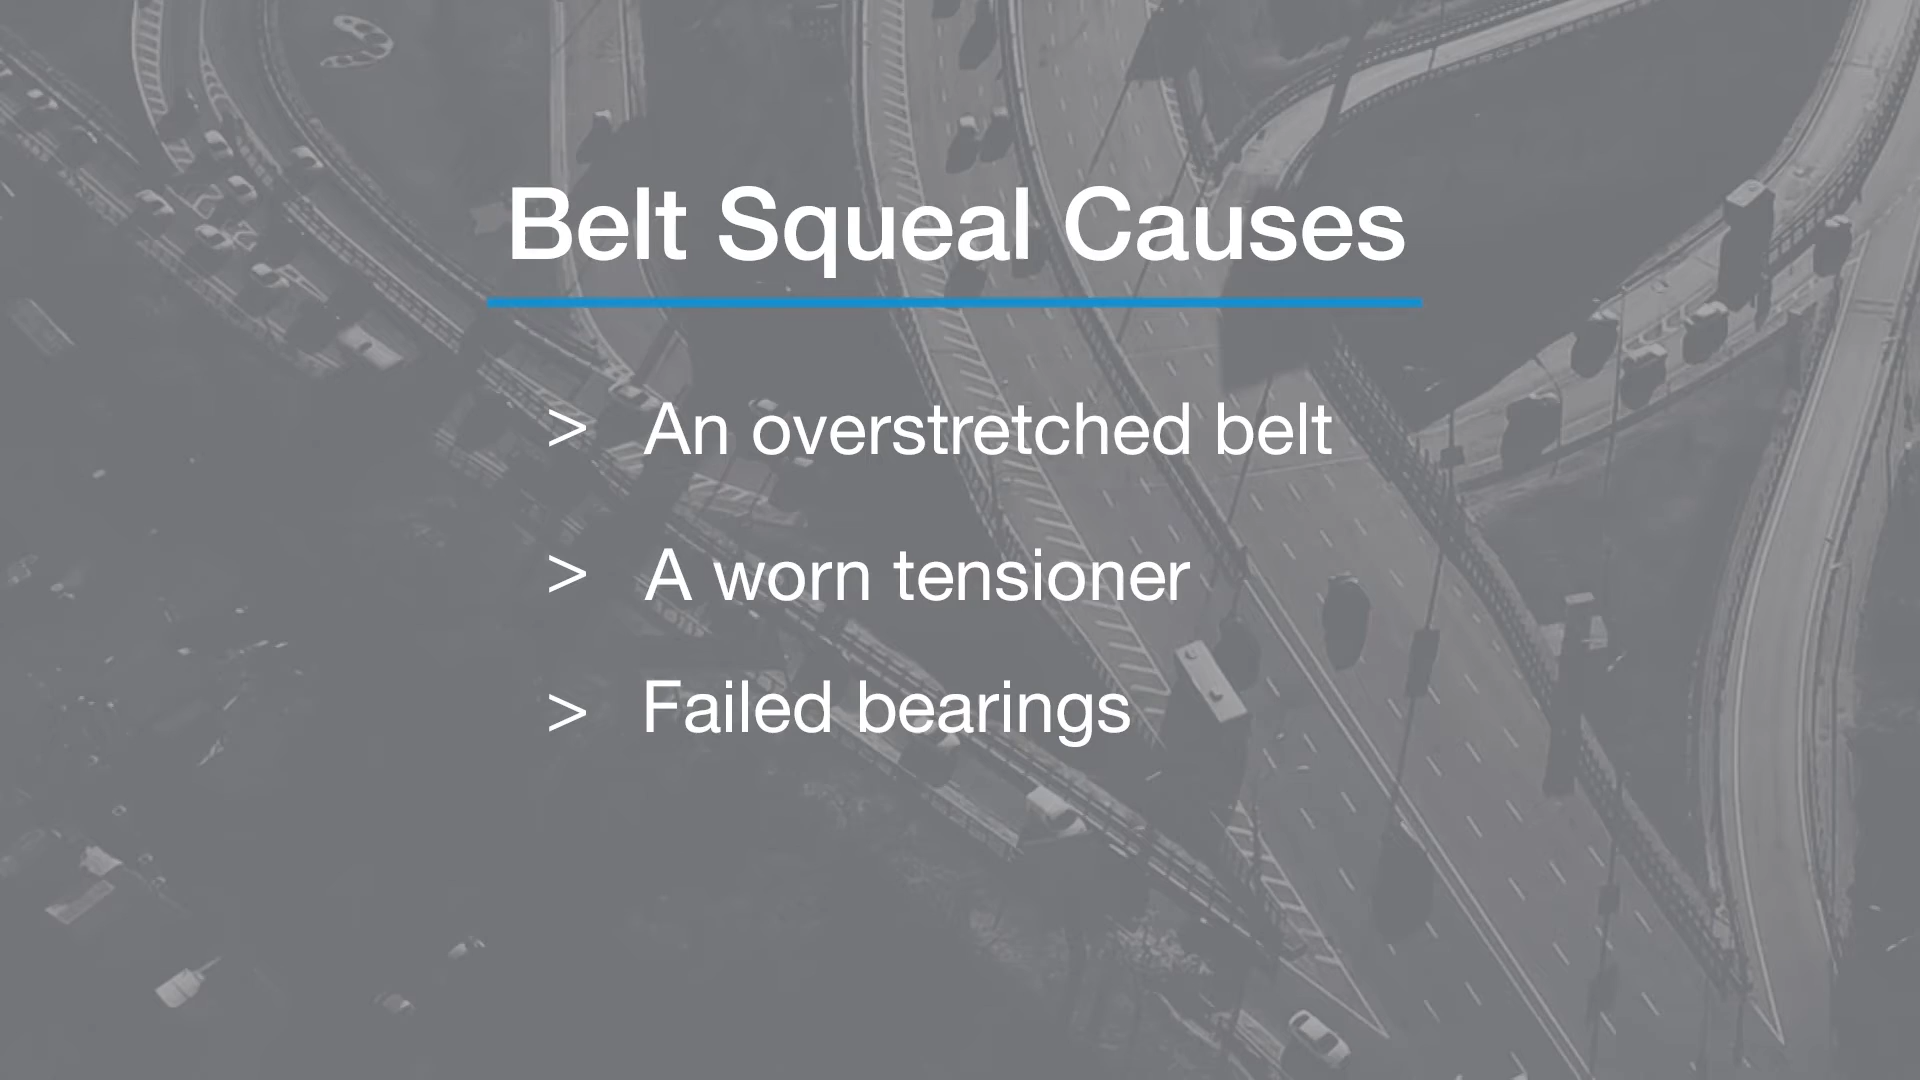 Belt Squeal Causes
> An overstretched belt
> A worn tensioner
> Failed bearings